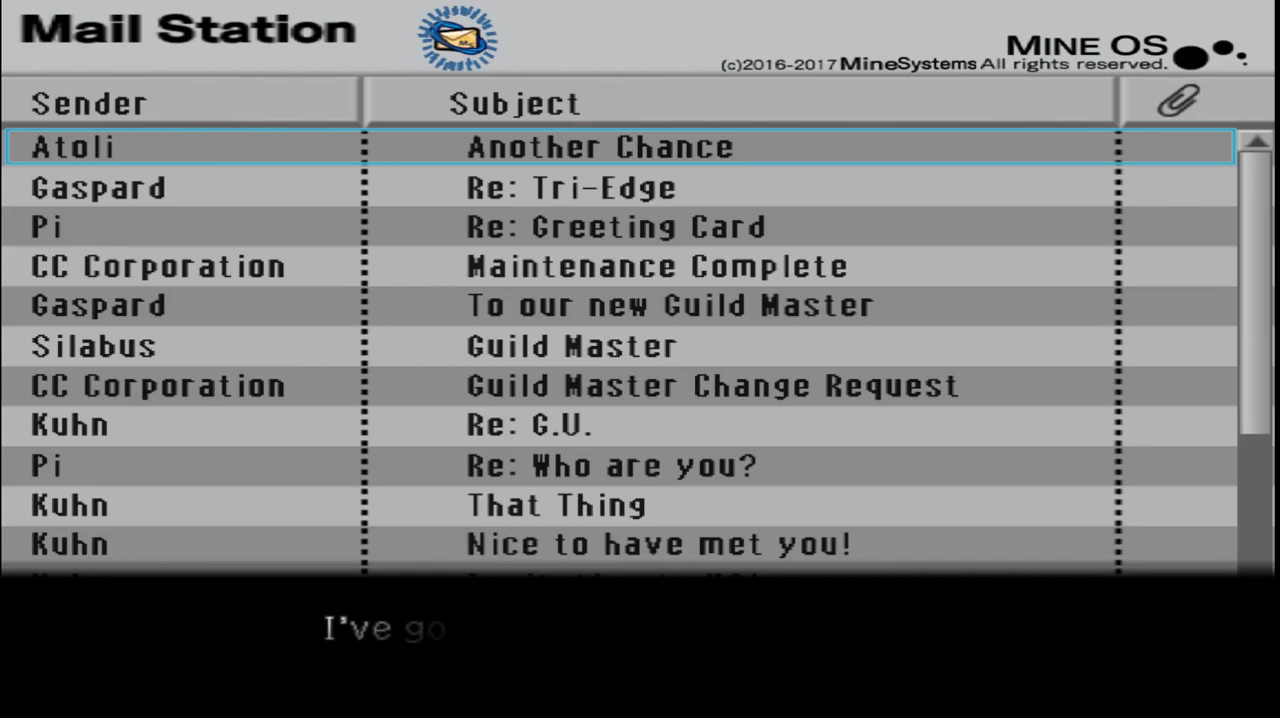 Mail Station
MINE OS
(c)2016-2017 MineSystems All rights reserved.
Sender Subject
Atoli Another Chance
Gaspard Re: Tri-Edge
Pi Re: Greeting Card
CC Corporation Maintenance Complete
Gaspard To our new Guild Master
Silabus Guild Master
CC Corporation Guild Master Change Request
Kuhn Re: G.U.
Pi Re: Who are you?
Kuhn That Thing
Kuhn Nice to have met you!
I've go